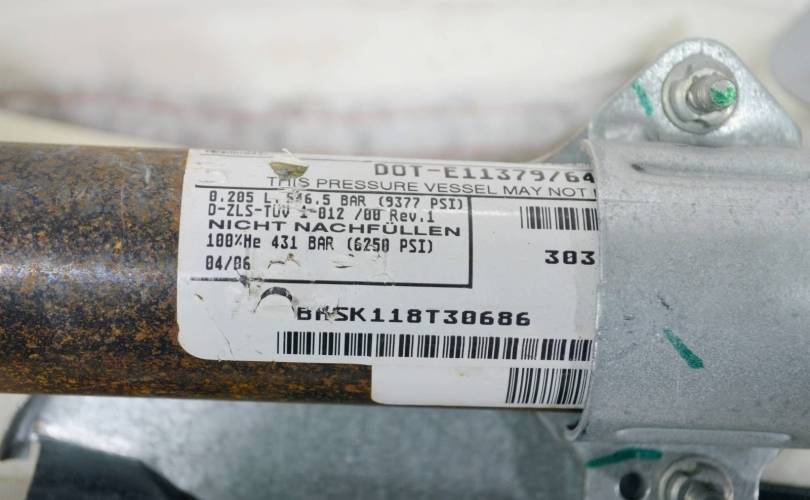 DOT-E11379/64
THIS PRESSURE VESSEL MAY NOT
0.205 L, 646.5 BAR (9377 PSI)
D-ZLS-TÜV 1-012 /00 Rev.1
NICHT NACHFÜLLEN
100%He 431 BAR (6250 PSI)
303
04/06
BASK118T30686